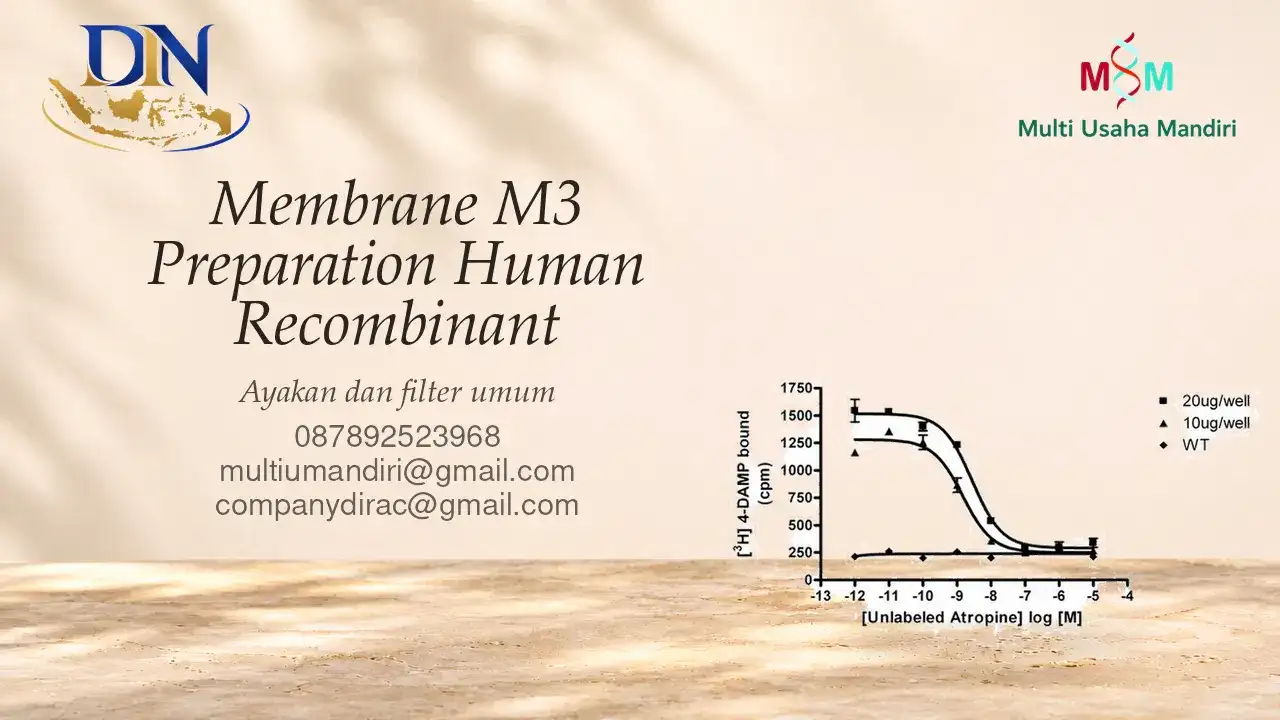 DIN
M M
Multi Usaha Mandiri
Membrane M3
Preparation Human
Recombinant
Ayakan dan filter umum
087892523968
multiumandiri@gmail.com
companydirac@gmail.com
[³H] 4-DAMP bound
(cpm)
1750
1500
1250
1000
750
500
250
0
-13 -12 -11 -10 -9 -8 -7 -6 -5 -4
[Unlabeled Atropine] log [M]
20ug/well
10ug/well
WT